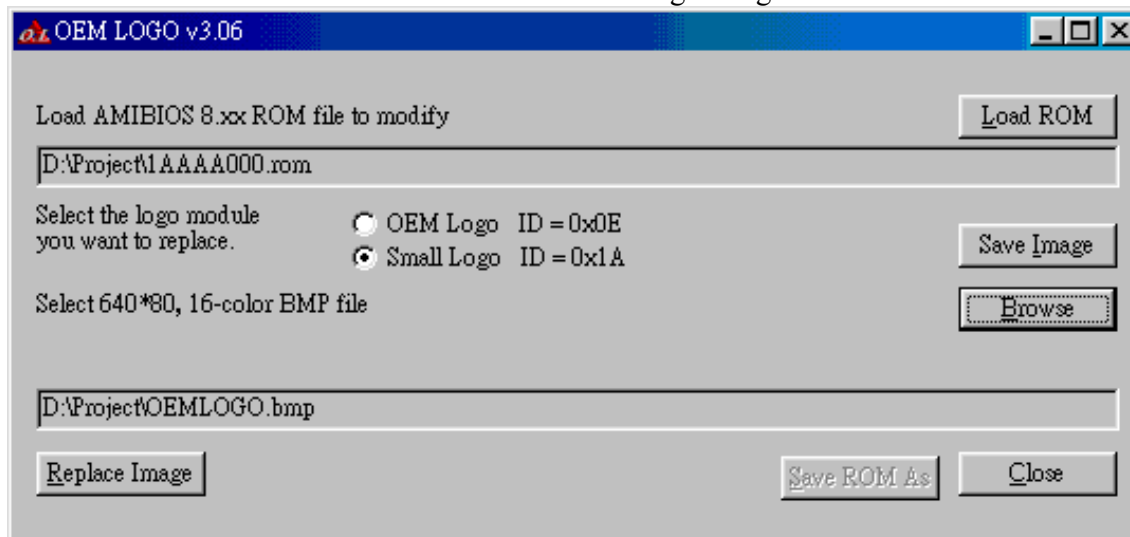 OEM LOGO v3.06
Load AMIBIOS 8.xx ROM file to modify
Load ROM
D:\Project\1AAAA000.rom
Select the logo module
you want to replace.
OEM Logo ID = 0x0E
Small Logo ID = 0x1A
Save Image
Select 640*80, 16-color BMP file
Browse
D:\Project\OEMLOGO.bmp
Replace Image
Save ROM As
Close